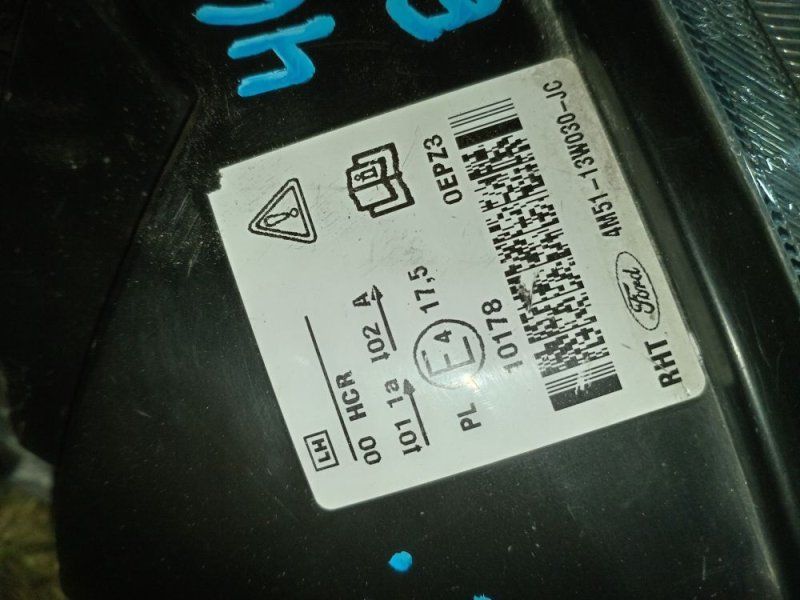 LH
00 HCR
I01 1a I02 A
PL E4 17,5
10178 0EPZ3
RHT Ford 4M51-13W030-JC